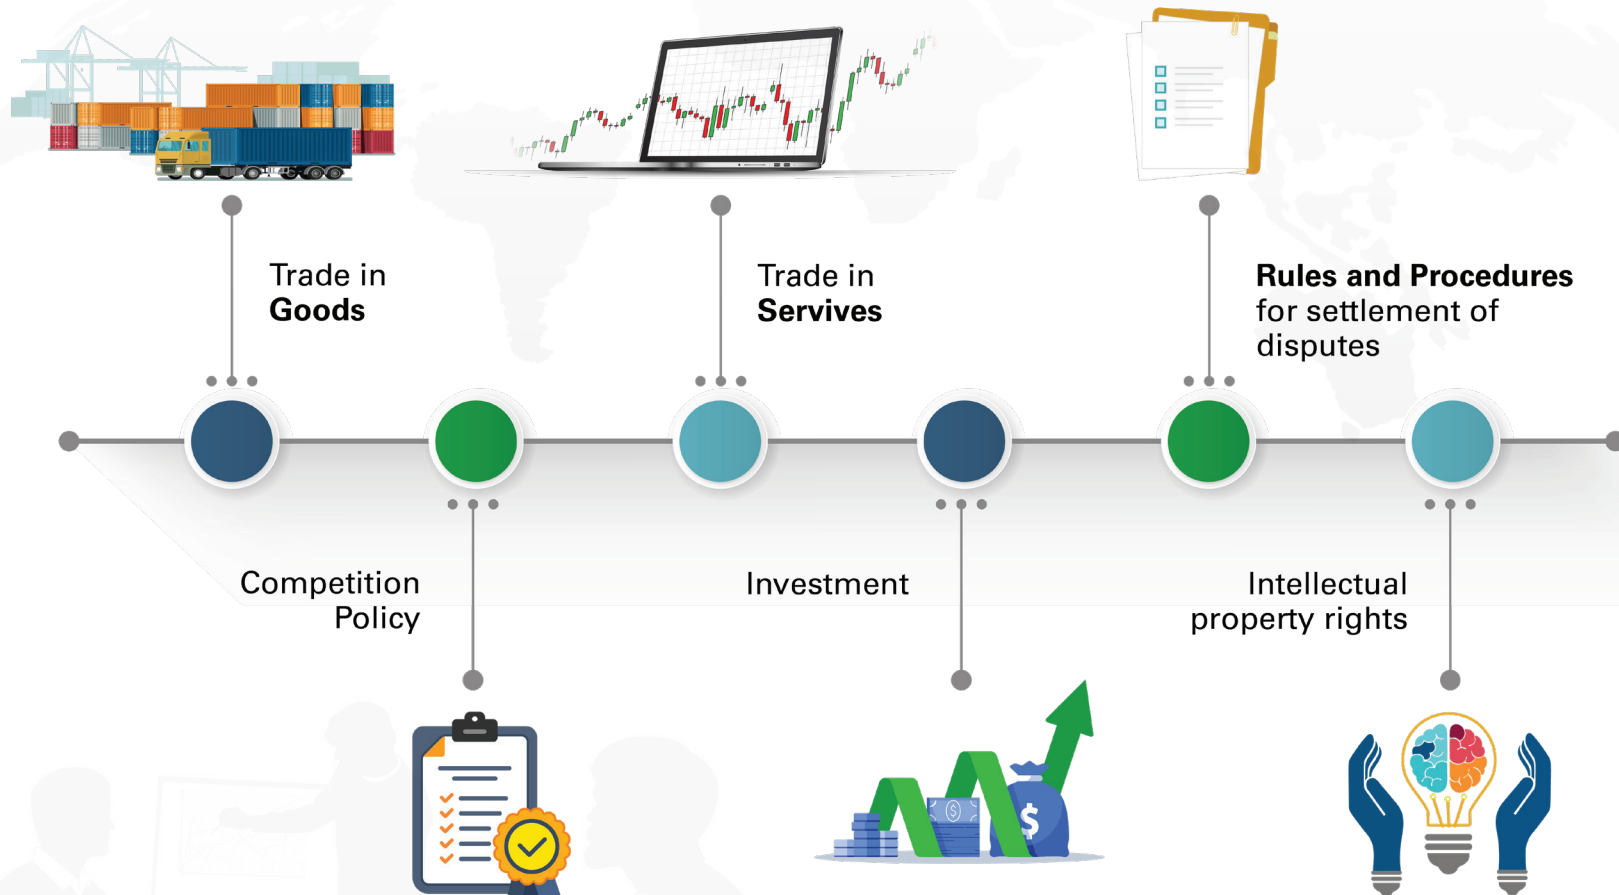 Trade in
Goods
Trade in
Servives
Rules and Procedures
for settlement of
disputes
Competition
Policy
Investment
Intellectual
property rights